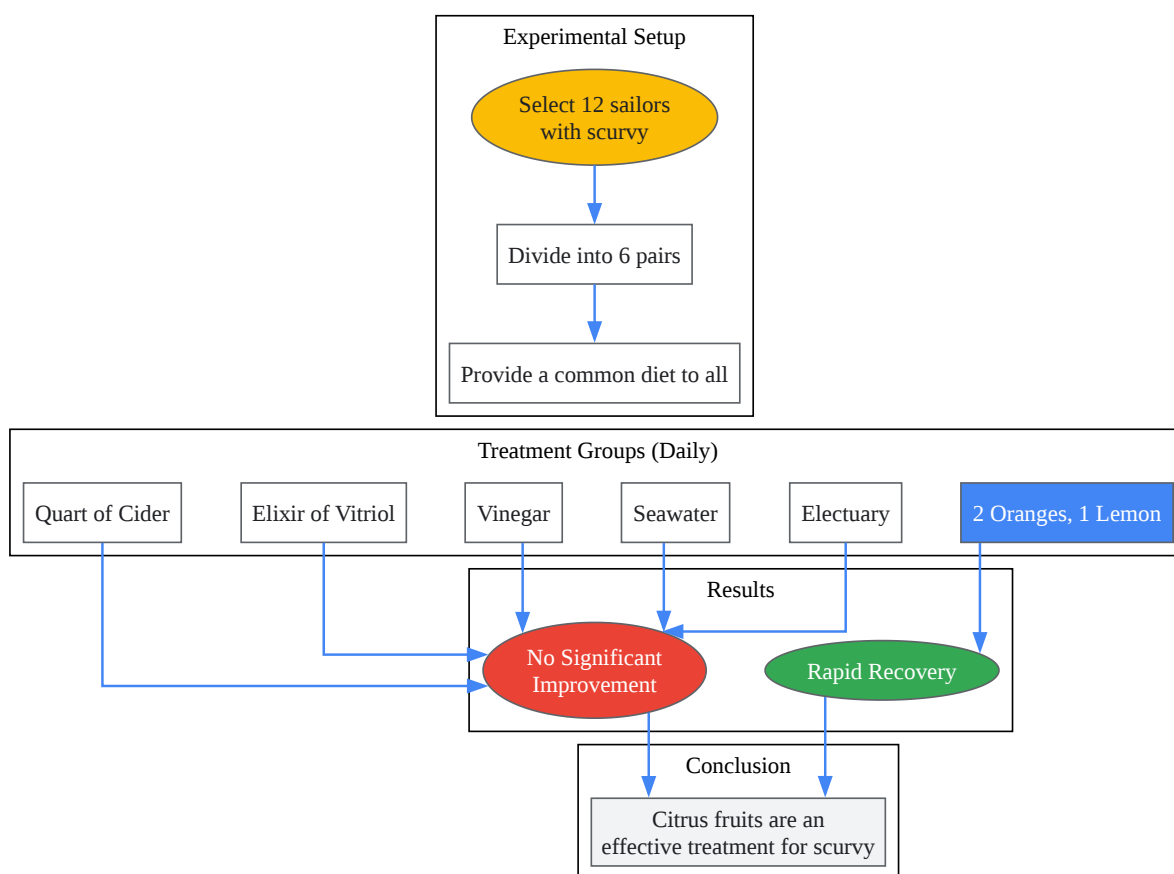 Experimental Setup
Select 12 sailors
with scurvy
Divide into 6 pairs
Provide a common diet to all
Treatment Groups (Daily)
Quart of Cider
Elixir of Vitriol
Vinegar
Seawater
Electuary
2 Oranges, 1 Lemon
Results
No Significant
Improvement
Rapid Recovery
Conclusion
Citrus fruits are an
effective treatment for scurvy